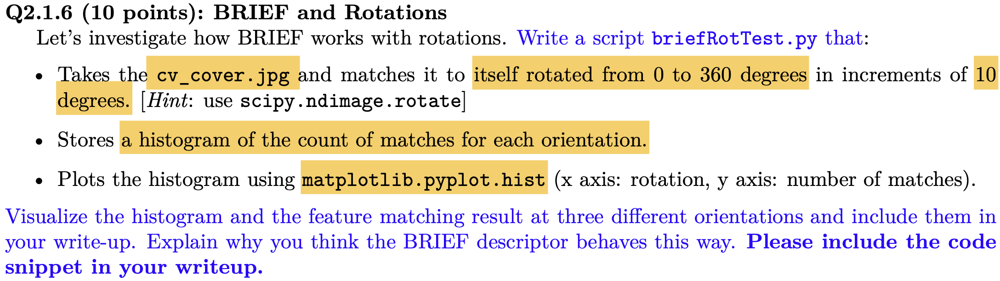 Q2.1.6 (10 points): BRIEF and Rotations
Let's investigate how BRIEF works with rotations. Write a script briefRotTest.py that:
• Takes the cv_cover.jpg and matches it to itself rotated from 0 to 360 degrees in increments of 10
degrees. [Hint: use scipy.ndimage.rotate]
• Stores a histogram of the count of matches for each orientation.
• Plots the histogram using matplotlib.pyplot.hist (x axis: rotation, y axis: number of matches).
Visualize the histogram and the feature matching result at three different orientations and include them in
your write-up. Explain why you think the BRIEF descriptor behaves this way. Please include the code
snippet in your writeup.